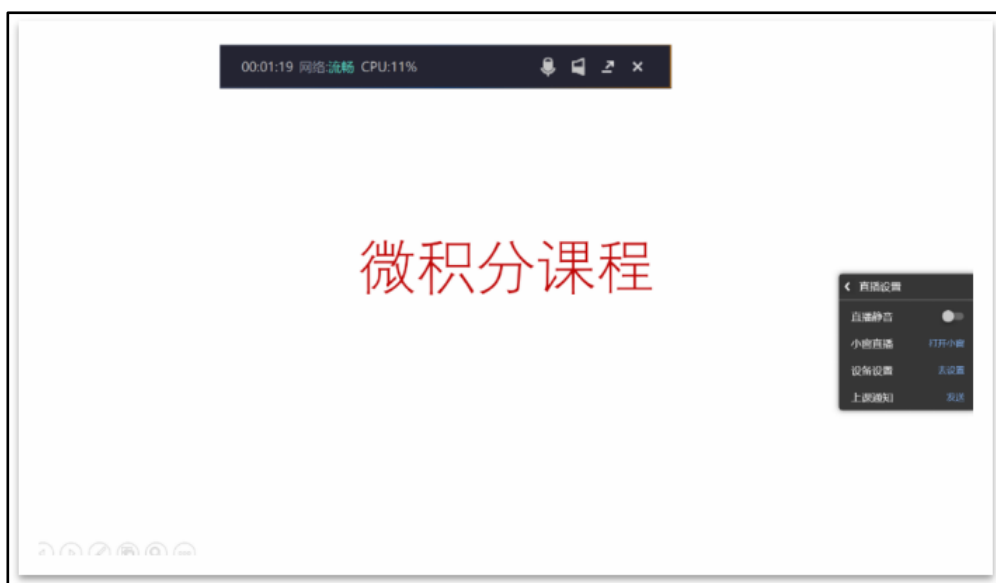 00:01:19 网络:流畅 CPU:11%
微积分课程
直播设置
直播静音
小窗直播 打开小窗
设备设置 去设置
上课通知 发送